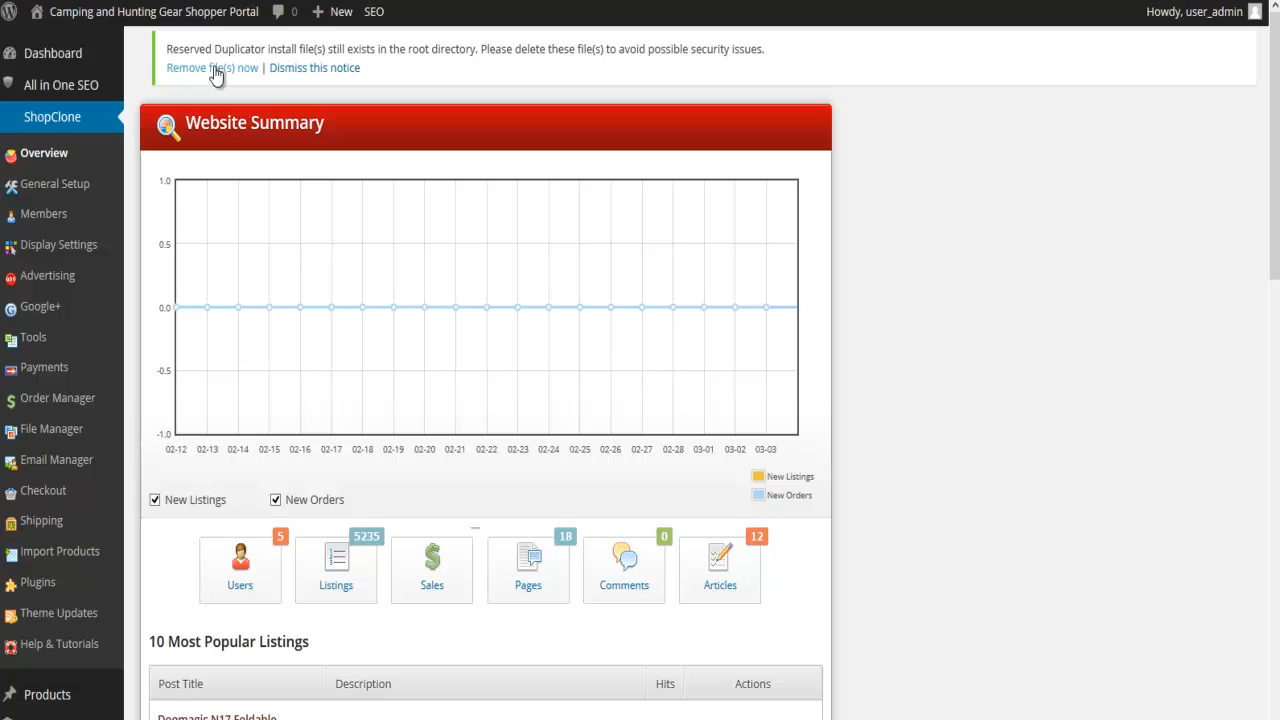 Camping and Hunting Gear Shopper Portal 0 New SEO Howdy, user_admin
Reserved Duplicator install file(s) still exists in the root directory. Please delete these file(s) to avoid possible security issues.
Remove file(s) now | Dismiss this notice
Dashboard
All in One SEO
ShopClone
Overview
General Setup
Members
Display Settings
Advertising
Google+
Tools
Payments
Order Manager
File Manager
Email Manager
Checkout
Shipping
Import Products
Plugins
Theme Updates
Help & Tutorials
Products
Website Summary
1.0
0.5
0.0
-0.5
-1.0
02-12 02-13 02-14 02-15 02-16 02-17 02-18 02-19 02-20 02-21 02-22 02-23 02-24 02-25 02-26 02-27 02-28 03-01 03-02 03-03
New Listings
New Orders
New Listings New Orders
5 5235 18 0 12
Users Listings Sales Pages Comments Articles
10 Most Popular Listings
Post Title Description Hits Actions
Doomagic N17 Foldable